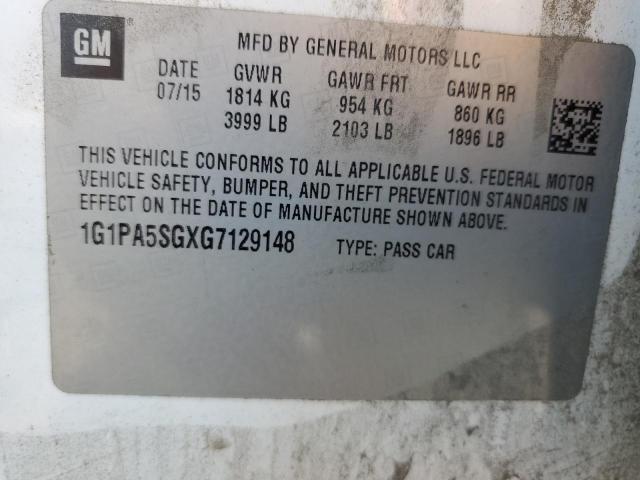 GM
MFD BY GENERAL MOTORS LLC
DATE GVWR GAWR FRT GAWR RR
07/15 1814 KG 954 KG 860 KG
3999 LB 2103 LB 1896 LB
THIS VEHICLE CONFORMS TO ALL APPLICABLE U.S. FEDERAL MOTOR
VEHICLE SAFETY, BUMPER, AND THEFT PREVENTION STANDARDS IN
EFFECT ON THE DATE OF MANUFACTURE SHOWN ABOVE.
1G1PA5SGXG7129148 TYPE: PASS CAR